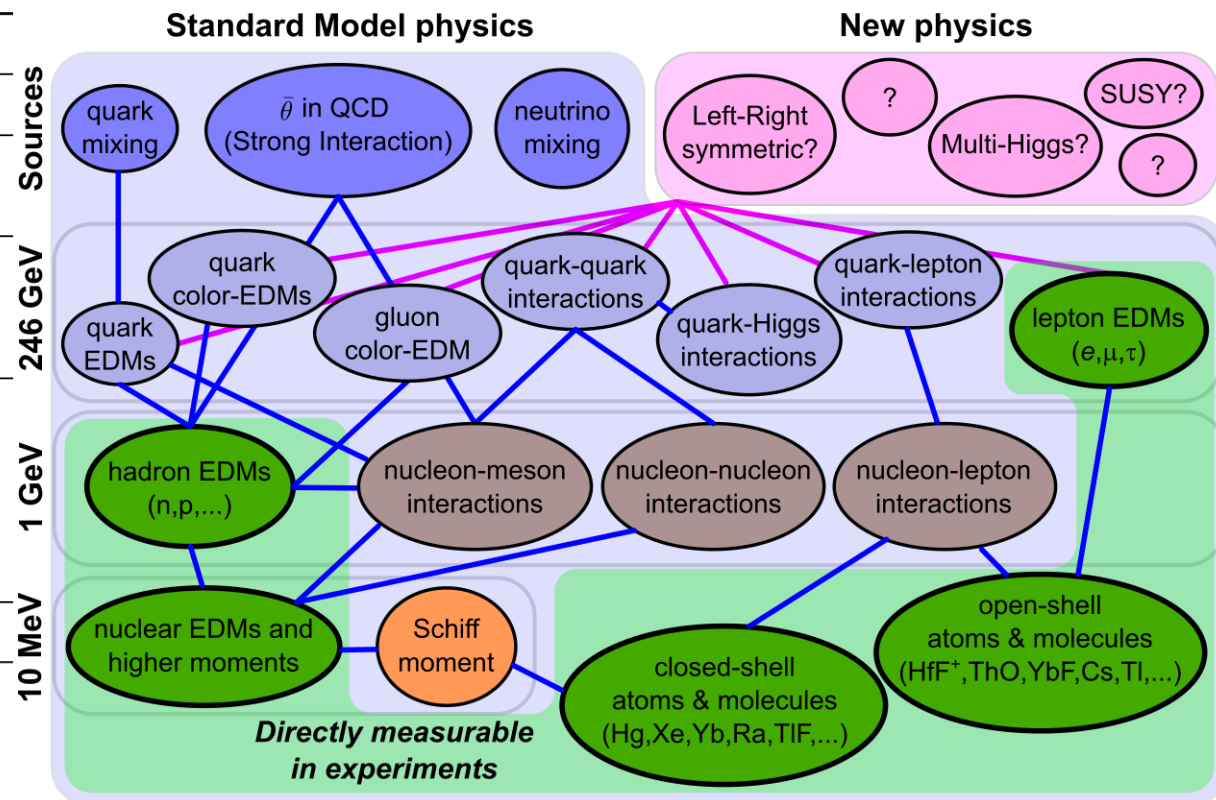 Standard Model physics
New physics
Sources
quark
mixing
θ̄ in QCD
(Strong Interaction)
neutrino
mixing
Left-Right
symmetric?
?
Multi-Higgs?
SUSY?
?
246 GeV
quark
color-EDMs
quark
EDMs
gluon
color-EDM
quark-quark
interactions
quark-Higgs
interactions
quark-lepton
interactions
lepton EDMs
(e,μ,τ)
1 GeV
hadron EDMs
(n,p,...)
nucleon-meson
interactions
nucleon-nucleon
interactions
nucleon-lepton
interactions
10 MeV
nuclear EDMs and
higher moments
Schiff
moment
closed-shell
atoms & molecules
(Hg,Xe,Yb,Ra,TlF,...)
open-shell
atoms & molecules
(HfF⁺,ThO,YbF,Cs,Tl,...)
Directly measurable
in experiments